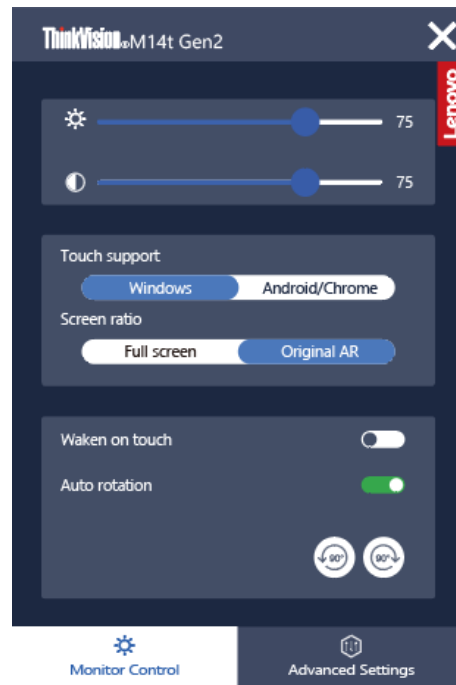 ThinkVision M14t Gen2
Lenovo
75
75
Touch support
Windows Android/Chrome
Screen ratio
Full screen Original AR
Waken on touch
Auto rotation
90° 90°
Monitor Control Advanced Settings